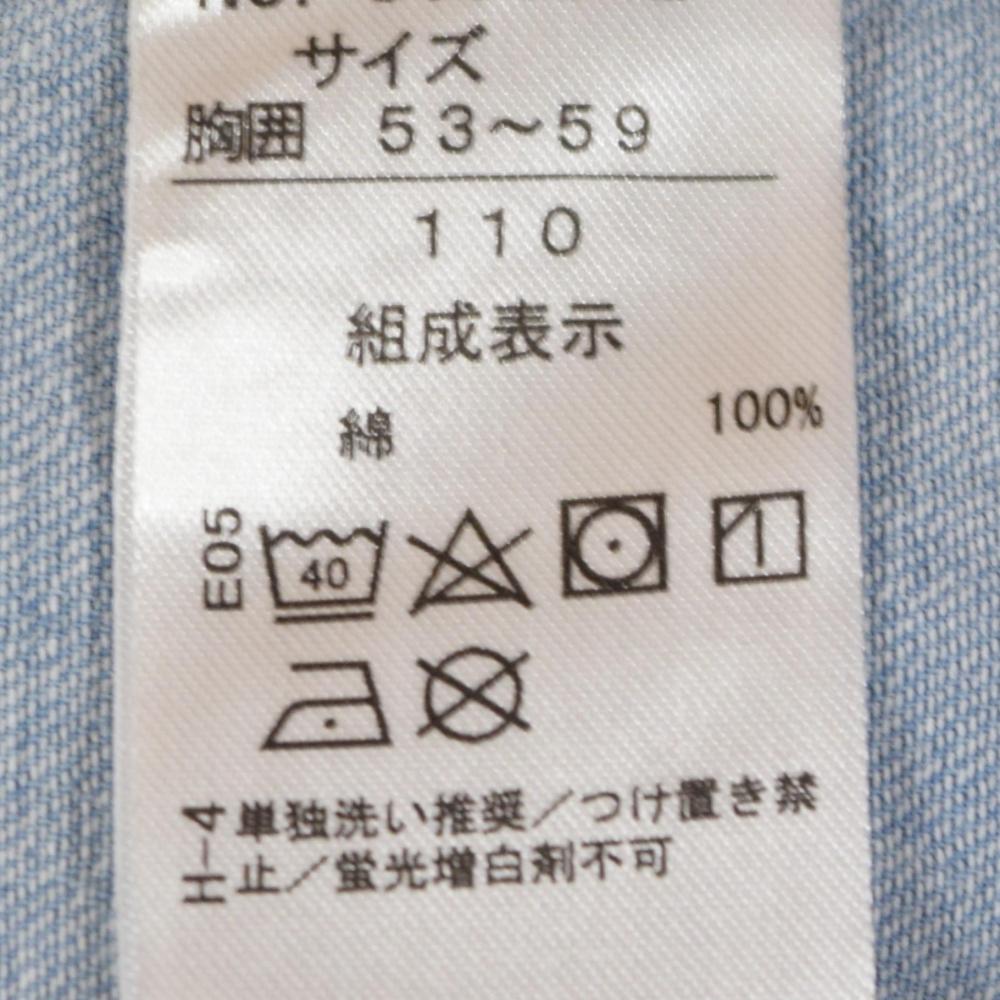 サイズ
胸囲 53～59
110
組成表示
綿 100%
E05
40
H-4
単独洗い推奨／つけ置き禁
止／蛍光増白剤不可